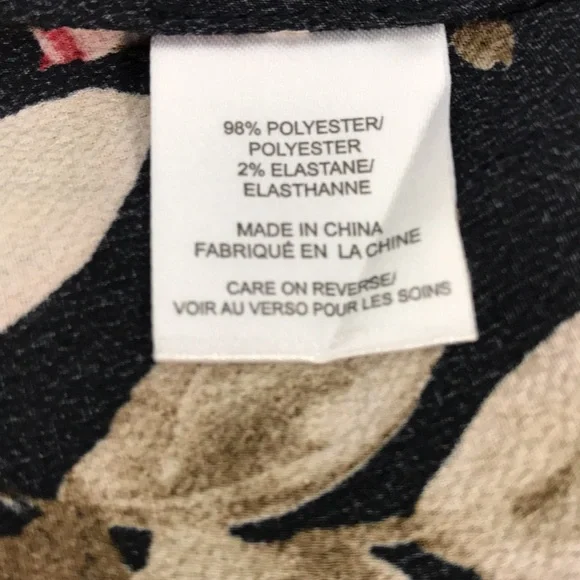 98% POLYESTER/
POLYESTER
2% ELASTANE/
ELASTHANNE
MADE IN CHINA
FABRIQUÉ EN LA CHINE
CARE ON REVERSE/
VOIR AU VERSO POUR LES SOINS